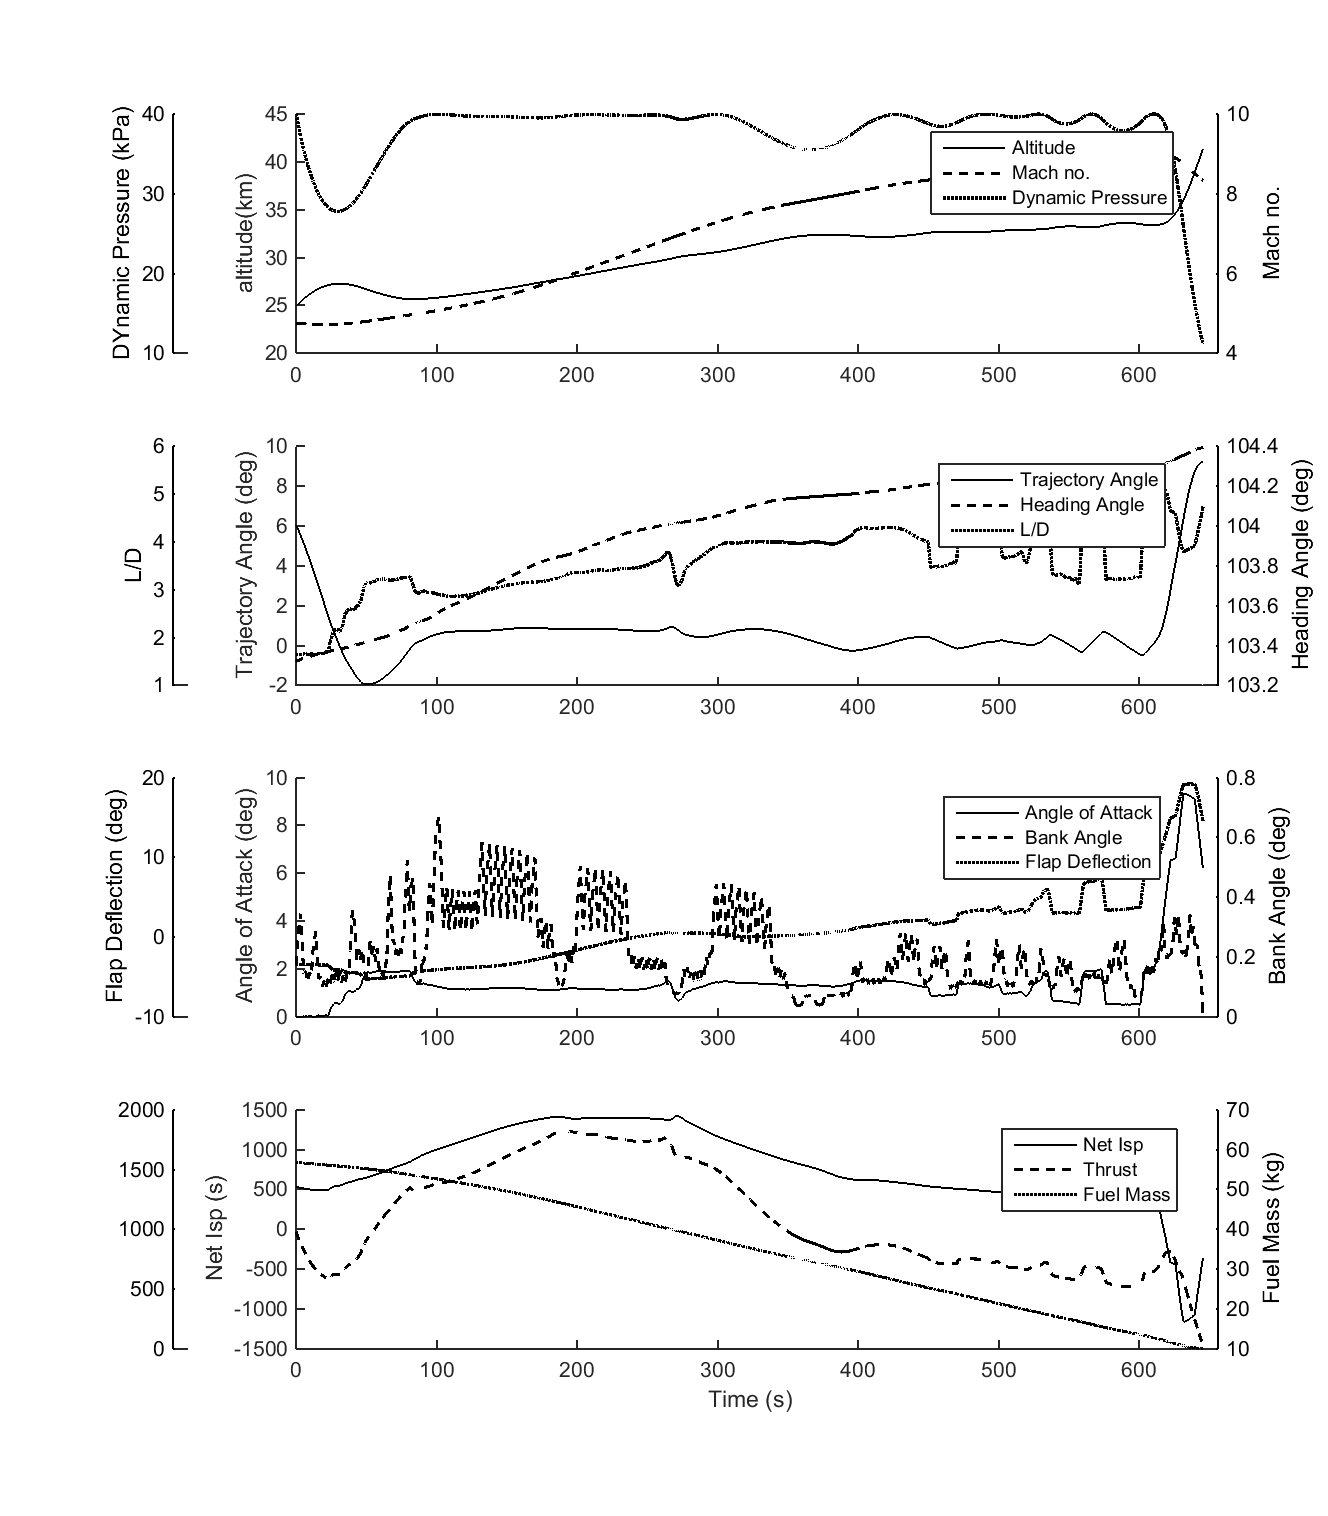 DYnamic Pressure (kPa)
40
30
20
10
altitude(km)
45
40
35
30
25
20
Altitude
Mach no.
Dynamic Pressure
10
8
6
4
Mach no.
0 100 200 300 400 500 600
L/D
6
5
4
3
2
1
Trajectory Angle (deg)
10
8
6
4
2
0
-2
Trajectory Angle
Heading Angle
L/D
104.4
104.2
104
103.8
103.6
103.4
103.2
Heading Angle (deg)
0 100 200 300 400 500 600
Flap Deflection (deg)
20
10
0
-10
Angle of Attack (deg)
10
8
6
4
2
0
Angle of Attack
Bank Angle
Flap Deflection
0.8
0.6
0.4
0.2
0
Bank Angle (deg)
0 100 200 300 400 500 600
2000
1500
1000
500
0
Net Isp (s)
1500
1000
500
0
-500
-1000
-1500
Net Isp
Thrust
Fuel Mass
70
60
50
40
30
20
10
Fuel Mass (kg)
0 100 200 300 400 500 600
Time (s)